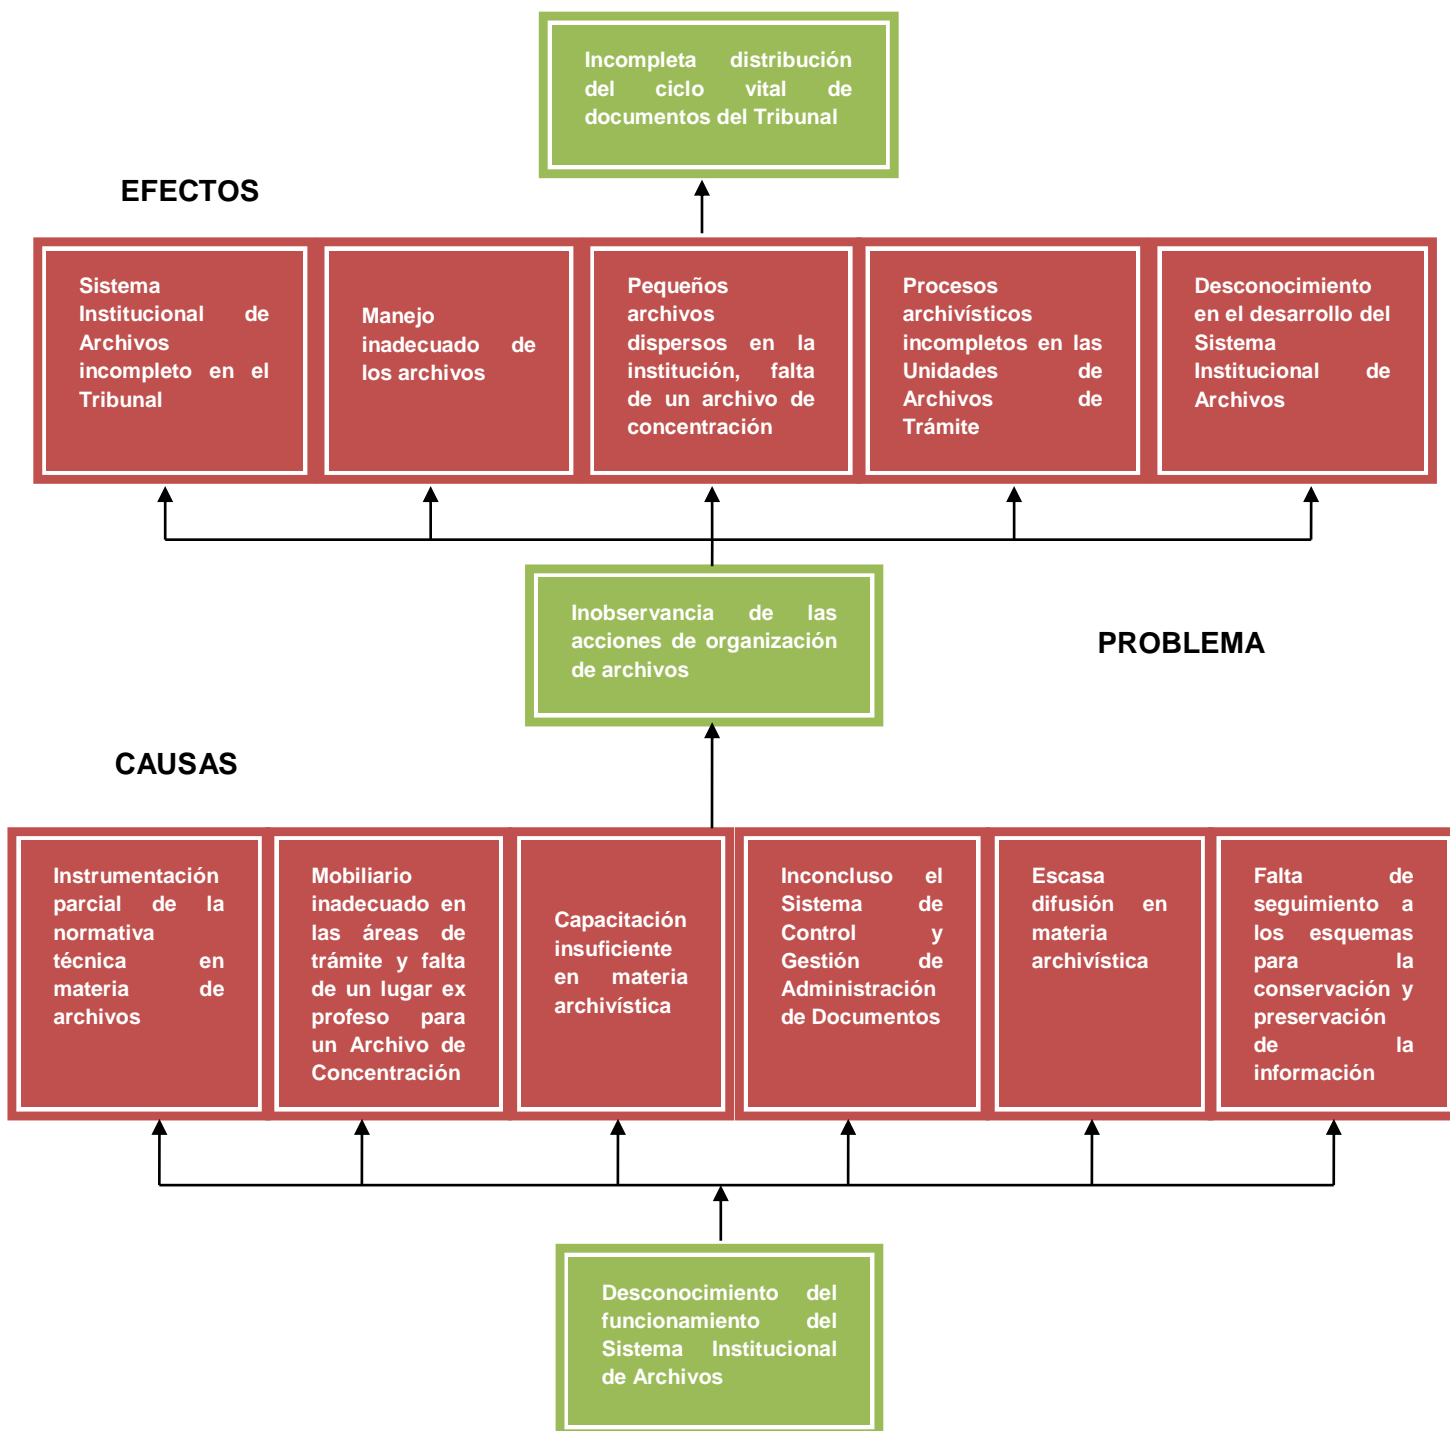 Incompleta distribución
del ciclo vital de
documentos del Tribunal
EFECTOS
Sistema
Institucional de
Archivos
incompleto en el
Tribunal
Manejo
inadecuado de
los archivos
Pequeños
archivos
dispersos en la
institución, falta
de un archivo de
concentración
Procesos
archivísticos
incompletos en las
Unidades de
Archivos de
Trámite
Desconocimiento
en el desarrollo del
Sistema
Institucional de
Archivos
Inobservancia de las
acciones de organización
de archivos
PROBLEMA
CAUSAS
Instrumentación
parcial de la
normativa
técnica en
materia de
archivos
Mobiliario
inadecuado en
las áreas de
trámite y falta
de un lugar ex
profeso para
un Archivo de
Concentración
Capacitación
insuficiente
en materia
archivística
Inconcluso el
Sistema de
Control y
Gestión de
Administración
de Documentos
Escasa
difusión en
materia
archivística
Falta de
seguimiento a
los esquemas
para la
conservación y
preservación
de la
información
Desconocimiento del
funcionamiento del
Sistema Institucional
de Archivos